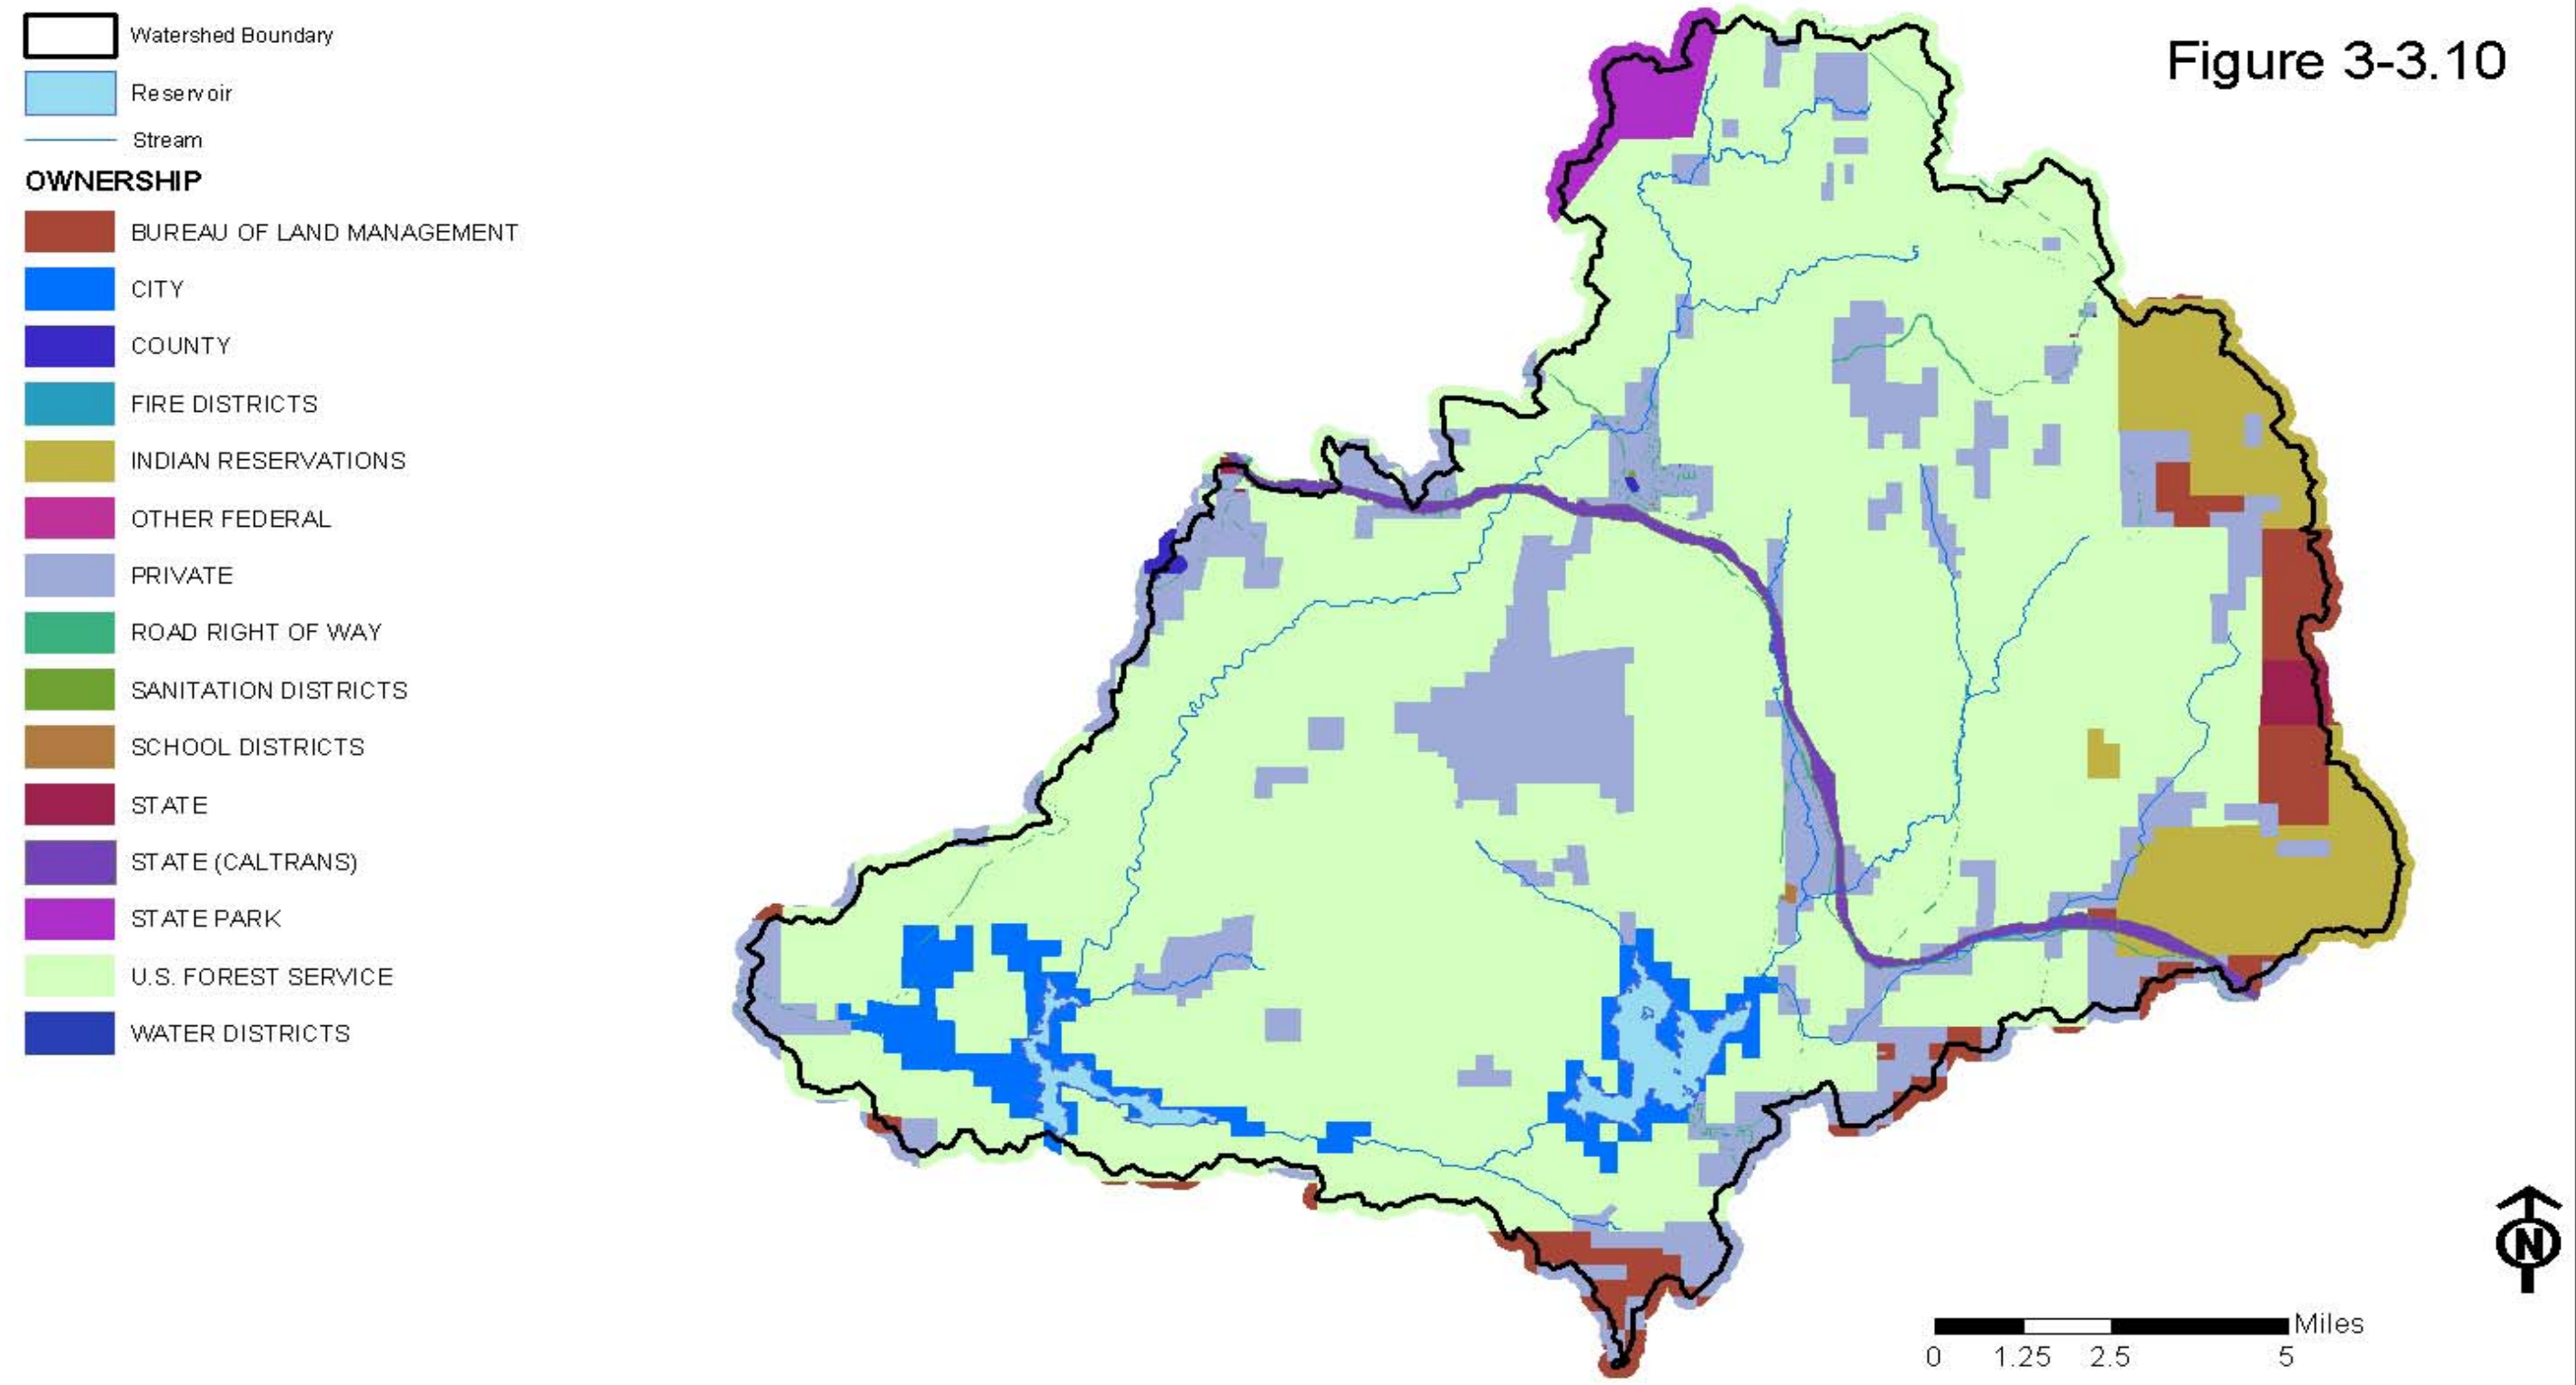 Watershed Boundary
Reservoir
Stream
OWNERSHIP
BUREAU OF LAND MANAGEMENT
CITY
COUNTY
FIRE DISTRICTS
INDIAN RESERVATIONS
OTHER FEDERAL
PRIVATE
ROAD RIGHT OF WAY
SANITATION DISTRICTS
SCHOOL DISTRICTS
STATE
STATE (CALTRANS)
STATE PARK
U.S. FOREST SERVICE
WATER DISTRICTS
Figure 3-3.10
N
Miles
0 1.25 2.5 5